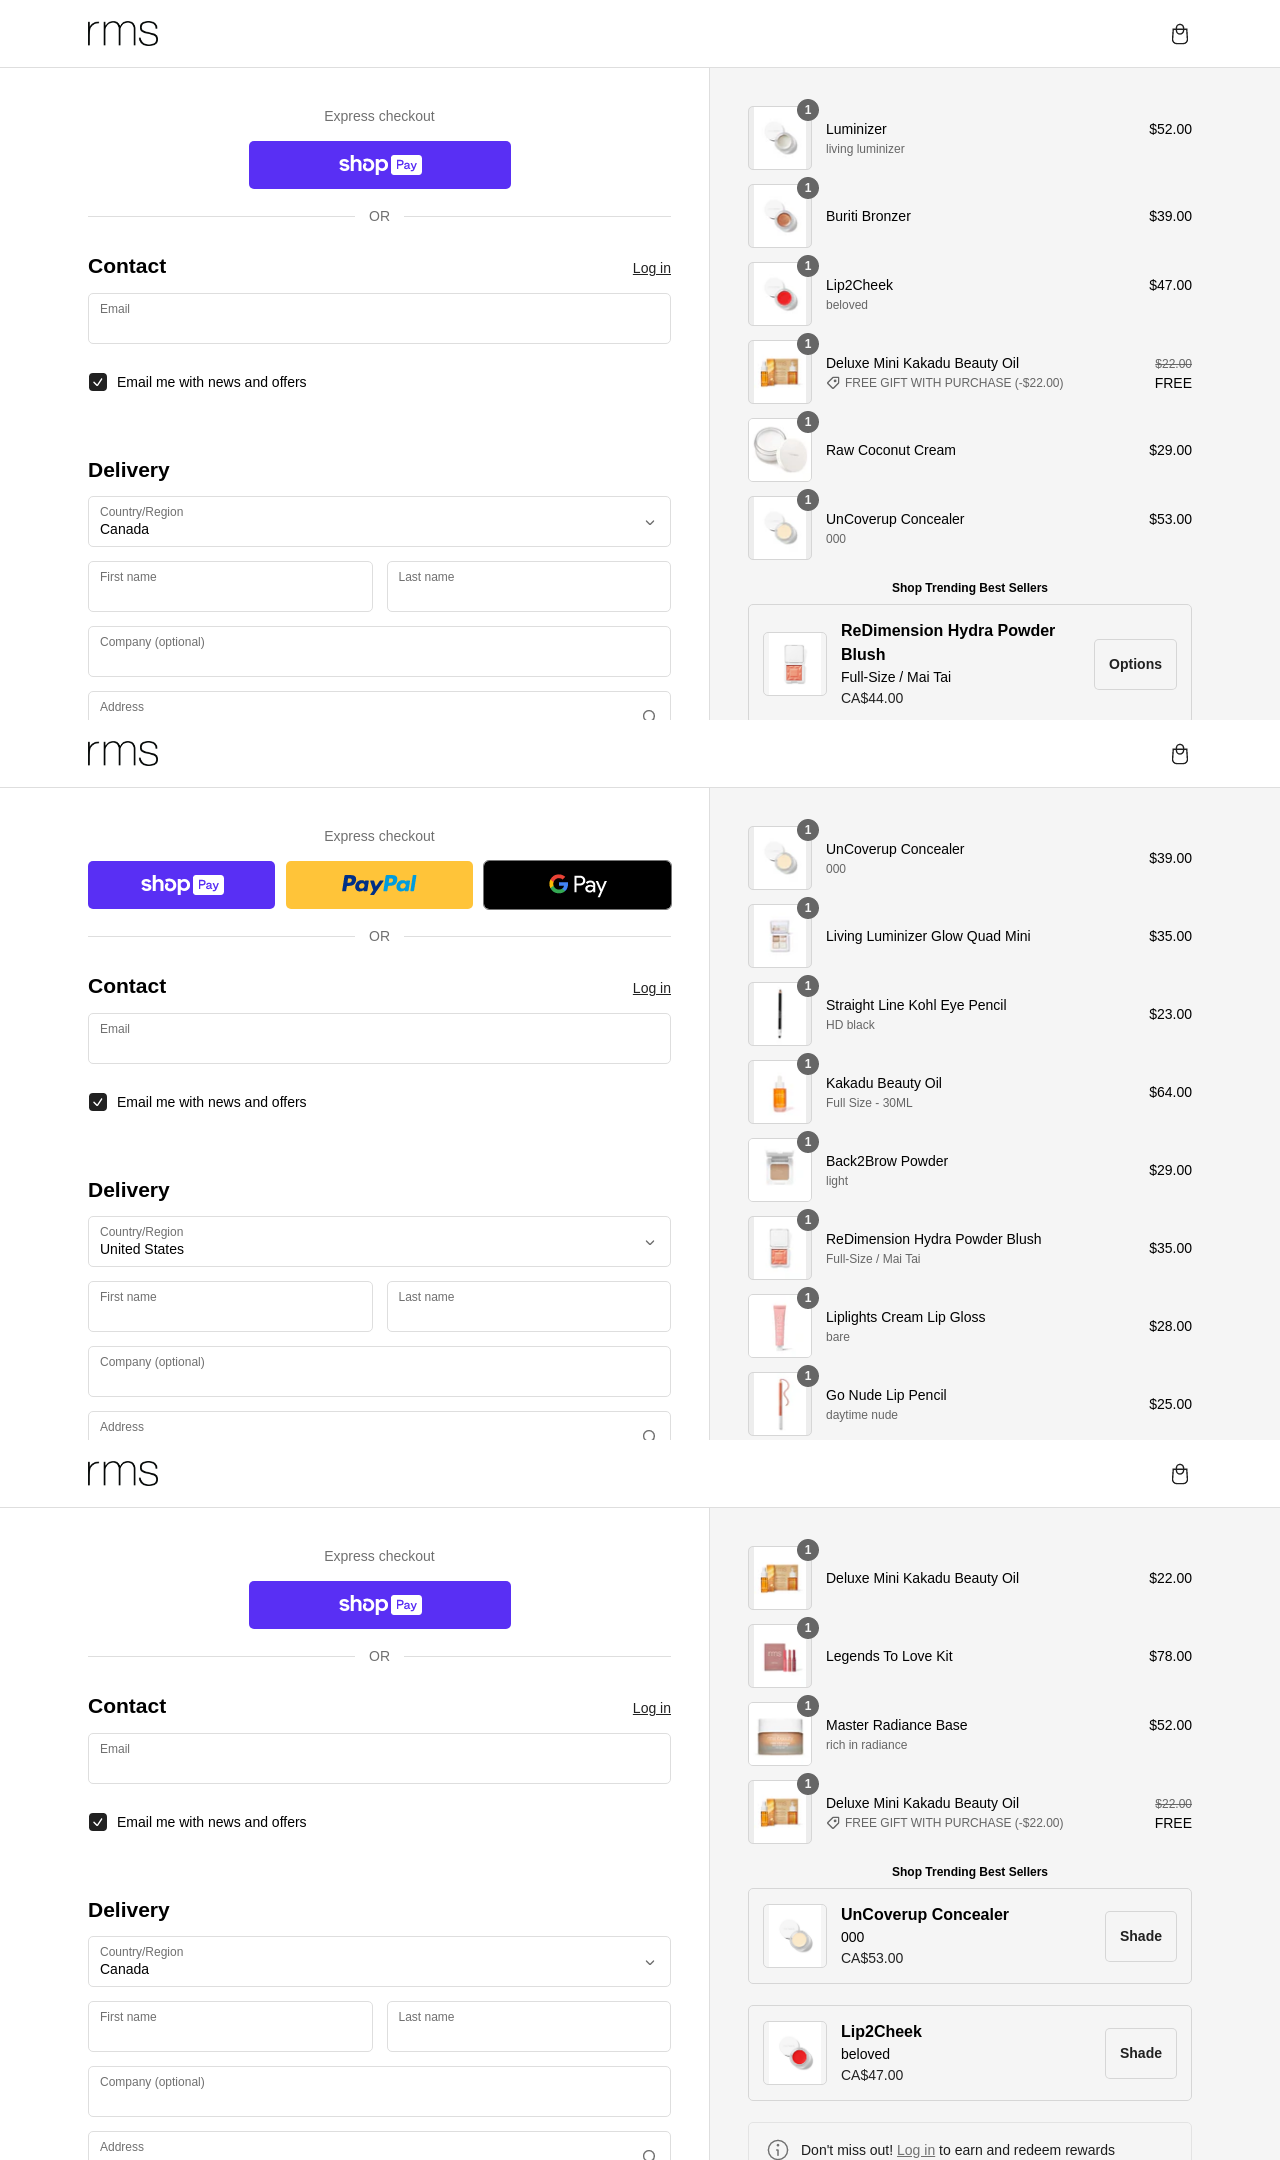 rms
Express checkout
shop Pay
OR
Contact
Log in
Email
Email me with news and offers
Delivery
Country/Region
Canada
First name
Last name
Company (optional)
Address
1
Luminizer
living luminizer
$52.00
1
Buriti Bronzer
$39.00
1
Lip2Cheek
beloved
$47.00
1
Deluxe Mini Kakadu Beauty Oil
FREE GIFT WITH PURCHASE (-$22.00)
$22.00
FREE
1
Raw Coconut Cream
$29.00
1
UnCoverup Concealer
000
$53.00
Shop Trending Best Sellers
ReDimension Hydra Powder
Blush
Full-Size / Mai Tai
CA$44.00
Options
rms
Express checkout
shop Pay
PayPal
G Pay
OR
Contact
Log in
Email
Email me with news and offers
Delivery
Country/Region
United States
First name
Last name
Company (optional)
Address
1
UnCoverup Concealer
000
$39.00
1
Living Luminizer Glow Quad Mini
$35.00
1
Straight Line Kohl Eye Pencil
HD black
$23.00
1
Kakadu Beauty Oil
Full Size - 30ML
$64.00
1
Back2Brow Powder
light
$29.00
1
ReDimension Hydra Powder Blush
Full-Size / Mai Tai
$35.00
1
Liplights Cream Lip Gloss
bare
$28.00
1
Go Nude Lip Pencil
daytime nude
$25.00
rms
Express checkout
shop Pay
OR
Contact
Log in
Email
Email me with news and offers
Delivery
Country/Region
Canada
First name
Last name
Company (optional)
Address
1
Deluxe Mini Kakadu Beauty Oil
$22.00
1
Legends To Love Kit
$78.00
1
Master Radiance Base
rich in radiance
$52.00
1
Deluxe Mini Kakadu Beauty Oil
FREE GIFT WITH PURCHASE (-$22.00)
$22.00
FREE
Shop Trending Best Sellers
UnCoverup Concealer
000
CA$53.00
Shade
Lip2Cheek
beloved
CA$47.00
Shade
Don't miss out! Log in to earn and redeem rewards